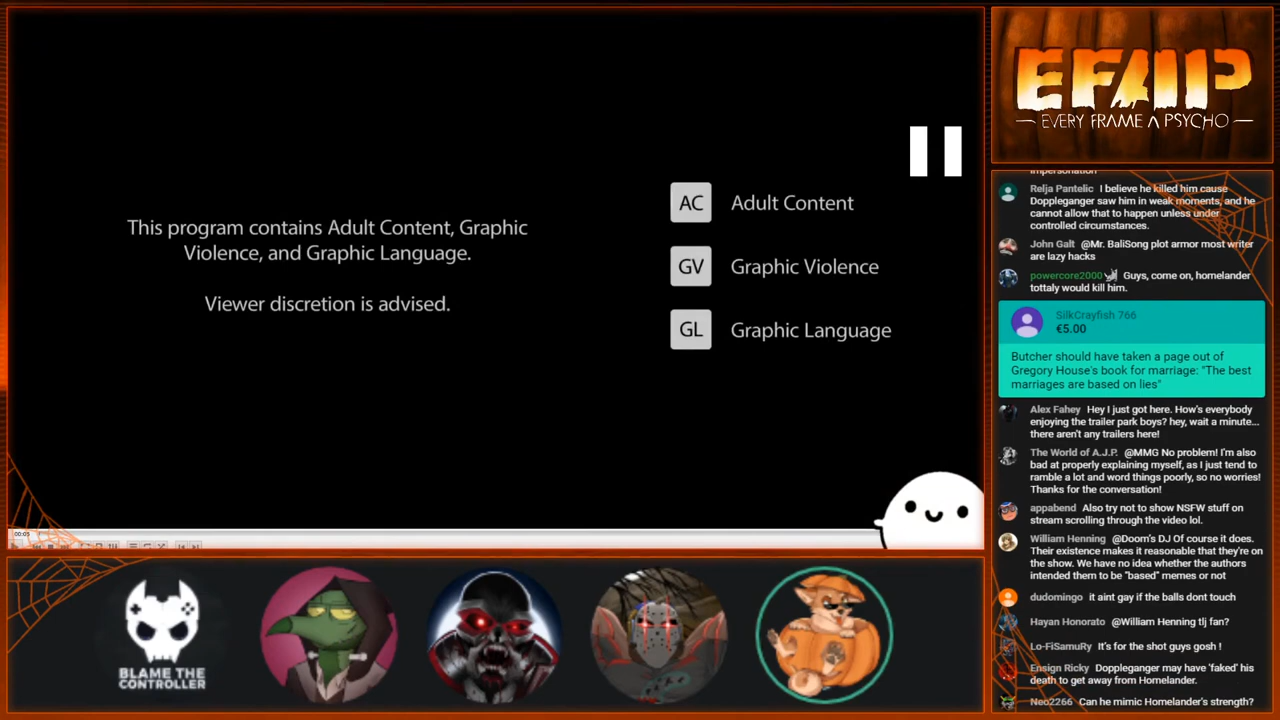 This program contains Adult Content, Graphic
Violence, and Graphic Language.
Viewer discretion is advised.
AC Adult Content
GV Graphic Violence
GL Graphic Language
00:03
BLAME THE
CONTROLLER
EFAP
EVERY FRAME A PSYCHO
impersonation
Relja Pantelic I believe he killed him cause
Doppleganger saw him in weak moments, and he
cannot allow that to happen unless under
controlled circumstances.
John Galt @Mr. BaliSong plot armor most writer
are lazy hacks
powercore2000 Guys, come on, homelander
tottaly would kill him.
SilkCrayfish 766
€5.00
Butcher should have taken a page out of
Gregory House's book for marriage: "The best
marriages are based on lies"
Alex Fahey Hey I just got here. How's everybody
enjoying the trailer park boys? hey, wait a minute...
there aren't any trailers here!
The World of A.J.P. @MMG No problem! I'm also
bad at properly explaining myself, as I just tend to
ramble a lot and word things poorly, so no worries!
Thanks for the conversation!
appabend Also try not to show NSFW stuff on
stream scrolling through the video lol.
William Henning @Doom's DJ Of course it does.
Their existence makes it reasonable that they're on
the show. We have no idea whether the authors
intended them to be "based" memes or not
dudomingo it aint gay if the balls dont touch
Hayan Honorato @William Henning tlj fan?
Lo-FiSamuRy It's for the shot guys gosh !
Ensign Ricky Doppleganger may have 'faked' his
death to get away from Homelander.
Neo2266 Can he mimic Homelander's strength?